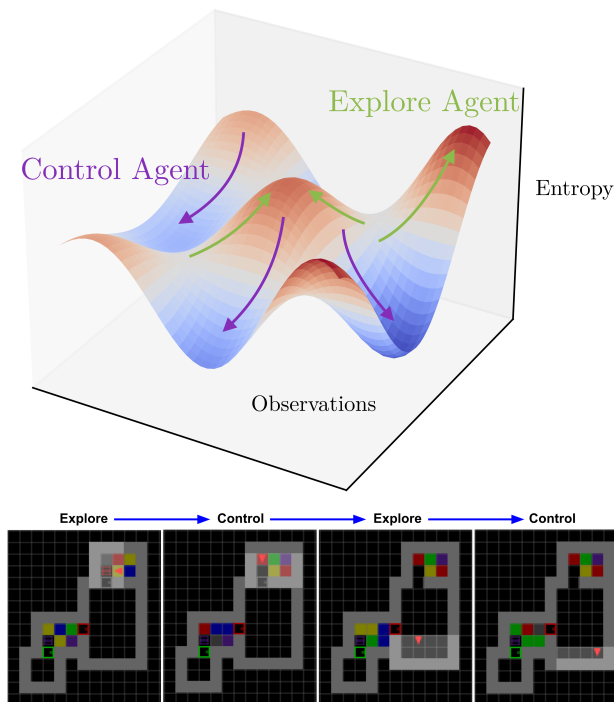 Explore Agent
Control Agent
Entropy
Observations
Explore
Control
Explore
Control